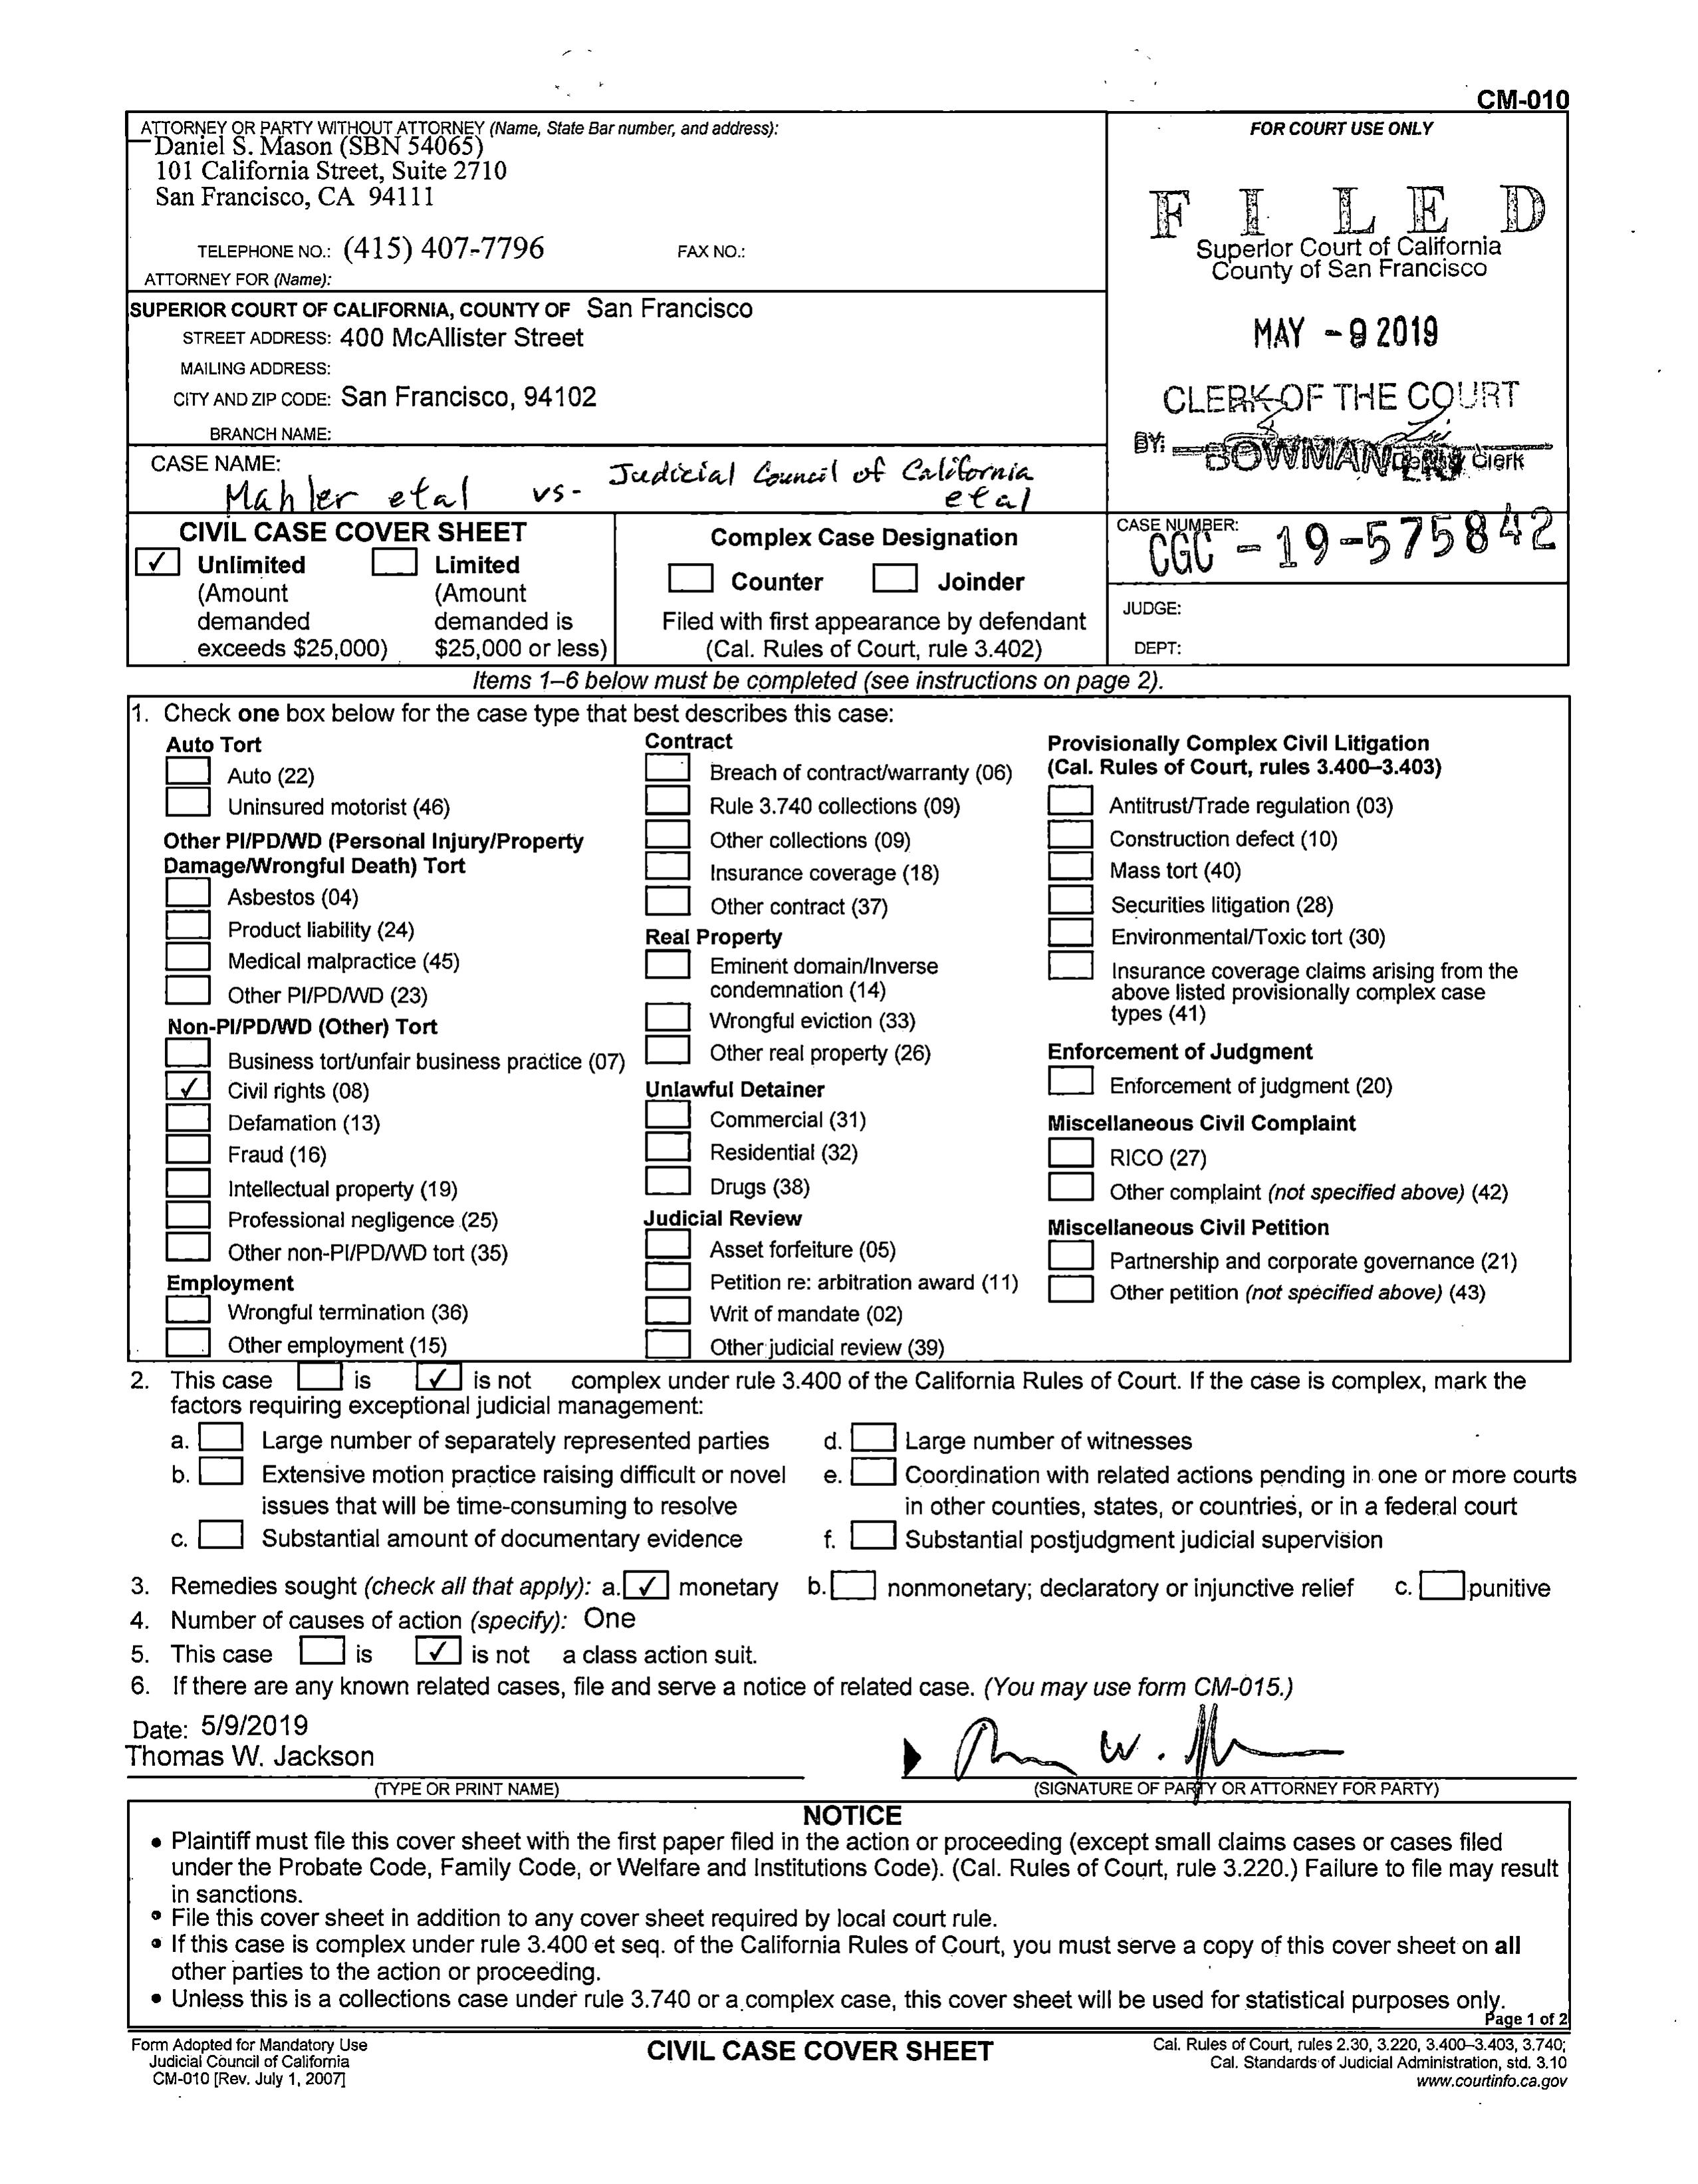 CM-010
ATTORNEY OR PARTY WITHOUT ATTORNEY (Name, State Bar number, and address):
Daniel S. Mason (SBN 54065)
101 California Street, Suite 2710
San Francisco, CA 94111
TELEPHONE NO.: (415) 407-7796 FAX NO.:
ATTORNEY FOR (Name):
SUPERIOR COURT OF CALIFORNIA, COUNTY OF San Francisco
STREET ADDRESS: 400 McAllister Street
MAILING ADDRESS:
CITY AND ZIP CODE: San Francisco, 94102
BRANCH NAME:
CASE NAME:
Mahler et al vs- Judicial Council of California
et al
FOR COURT USE ONLY
FILED
Superior Court of California
County of San Francisco
MAY - 9 2019
CLERK OF THE COURT
BY: BOWMAN Deputy Clerk
CIVIL CASE COVER SHEET
✓ Unlimited
(Amount
demanded
exceeds $25,000)
Limited
(Amount
demanded is
$25,000 or less)
Complex Case Designation
Counter Joinder
Filed with first appearance by defendant
(Cal. Rules of Court, rule 3.402)
CASE NUMBER:
CGC - 19-575842
JUDGE:
DEPT:
Items 1–6 below must be completed (see instructions on page 2).
1. Check one box below for the case type that best describes this case:
Auto Tort
Auto (22)
Uninsured motorist (46)
Other PI/PD/WD (Personal Injury/Property
Damage/Wrongful Death) Tort
Asbestos (04)
Product liability (24)
Medical malpractice (45)
Other PI/PD/WD (23)
Non-PI/PD/WD (Other) Tort
Business tort/unfair business practice (07)
✓ Civil rights (08)
Defamation (13)
Fraud (16)
Intellectual property (19)
Professional negligence (25)
Other non-PI/PD/WD tort (35)
Employment
Wrongful termination (36)
Other employment (15)
Contract
Breach of contract/warranty (06)
Rule 3.740 collections (09)
Other collections (09)
Insurance coverage (18)
Other contract (37)
Real Property
Eminent domain/Inverse
condemnation (14)
Wrongful eviction (33)
Other real property (26)
Unlawful Detainer
Commercial (31)
Residential (32)
Drugs (38)
Judicial Review
Asset forfeiture (05)
Petition re: arbitration award (11)
Writ of mandate (02)
Other judicial review (39)
Provisionally Complex Civil Litigation
(Cal. Rules of Court, rules 3.400–3.403)
Antitrust/Trade regulation (03)
Construction defect (10)
Mass tort (40)
Securities litigation (28)
Environmental/Toxic tort (30)
Insurance coverage claims arising from the
above listed provisionally complex case
types (41)
Enforcement of Judgment
Enforcement of judgment (20)
Miscellaneous Civil Complaint
RICO (27)
Other complaint (not specified above) (42)
Miscellaneous Civil Petition
Partnership and corporate governance (21)
Other petition (not specified above) (43)
2. This case is ✓ is not complex under rule 3.400 of the California Rules of Court. If the case is complex, mark the
factors requiring exceptional judicial management:
a. Large number of separately represented parties
b. Extensive motion practice raising difficult or novel
issues that will be time-consuming to resolve
c. Substantial amount of documentary evidence
d. Large number of witnesses
e. Coordination with related actions pending in one or more courts
in other counties, states, or countries, or in a federal court
f. Substantial postjudgment judicial supervision
3. Remedies sought (check all that apply): a. ✓ monetary b. nonmonetary; declaratory or injunctive relief c. punitive
4. Number of causes of action (specify): One
5. This case is ✓ is not a class action suit.
6. If there are any known related cases, file and serve a notice of related case. (You may use form CM-015.)
Date: 5/9/2019
Thomas W. Jackson
(TYPE OR PRINT NAME) (SIGNATURE OF PARTY OR ATTORNEY FOR PARTY)
NOTICE
• Plaintiff must file this cover sheet with the first paper filed in the action or proceeding (except small claims cases or cases filed
under the Probate Code, Family Code, or Welfare and Institutions Code). (Cal. Rules of Court, rule 3.220.) Failure to file may result
in sanctions.
• File this cover sheet in addition to any cover sheet required by local court rule.
• If this case is complex under rule 3.400 et seq. of the California Rules of Court, you must serve a copy of this cover sheet on all
other parties to the action or proceeding.
• Unless this is a collections case under rule 3.740 or a complex case, this cover sheet will be used for statistical purposes only.
Page 1 of 2
Form Adopted for Mandatory Use
Judicial Council of California
CM-010 [Rev. July 1, 2007]
CIVIL CASE COVER SHEET
Cal. Rules of Court, rules 2.30, 3.220, 3.400–3.403, 3.740;
Cal. Standards of Judicial Administration, std. 3.10
www.courtinfo.ca.gov